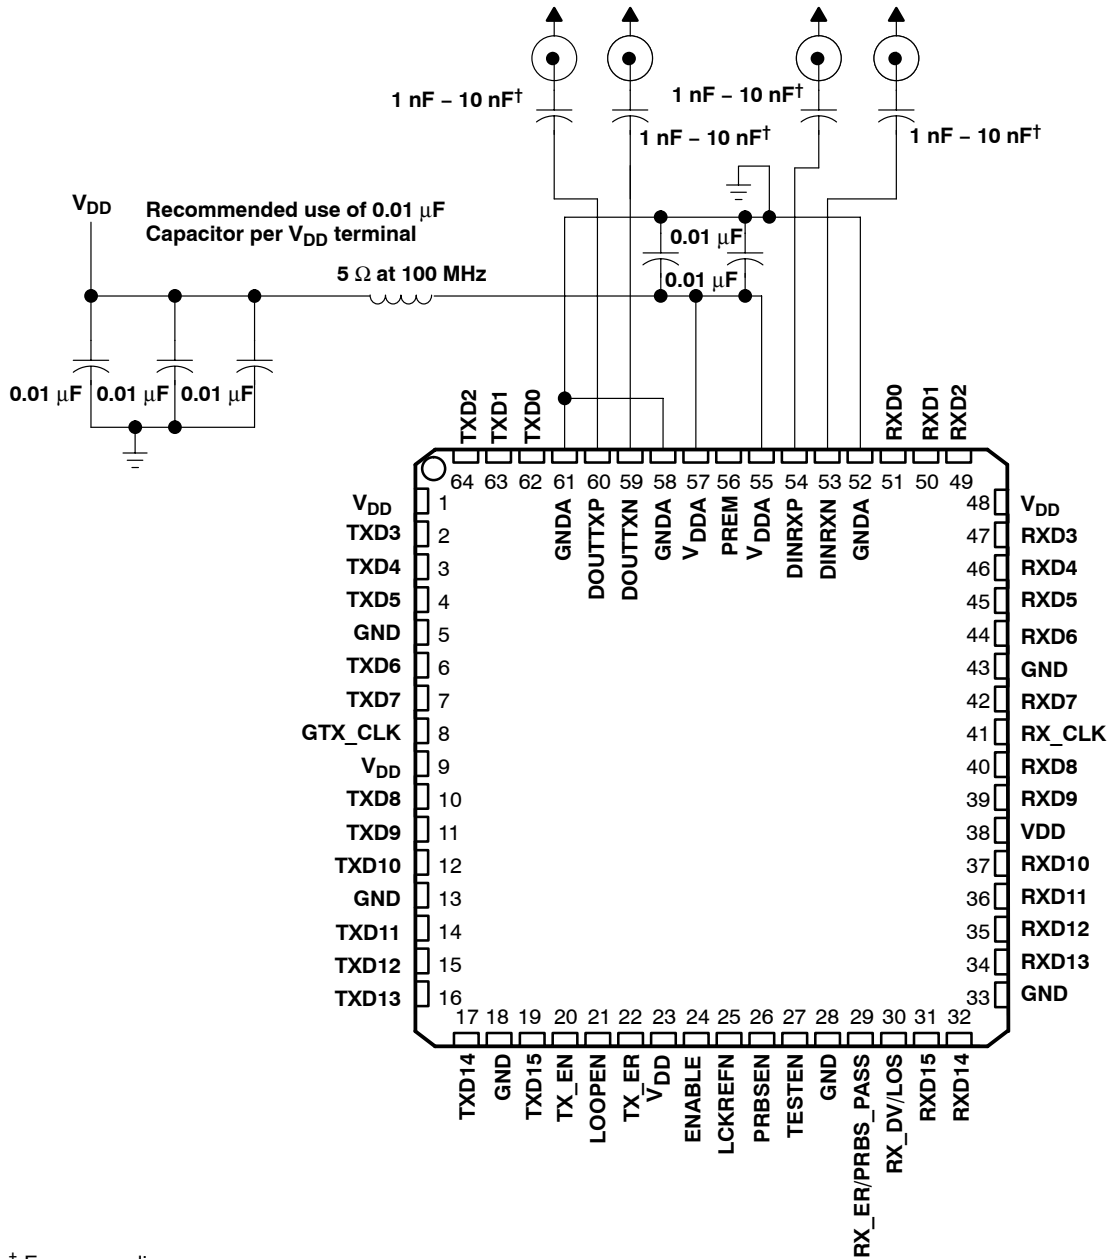 1 nF – 10 nF†
1 nF – 10 nF†
1 nF – 10 nF†
1 nF – 10 nF†
VDD
Recommended use of 0.01 μF
Capacitor per VDD terminal
0.01 μF
0.01 μF
5 Ω at 100 MHz
0.01 μF
0.01 μF
0.01 μF
TXD2
TXD1
TXD0
RXD0
RXD1
RXD2
64 63 62 61 60 59 58 57 56 55 54 53 52 51 50 49
GNDA
DOUTTXP
DOUTTXN
GNDA
VDDA
PREM
VDDA
DINRXP
DINRXN
GNDA
VDD 1
TXD3 2
TXD4 3
TXD5 4
GND 5
TXD6 6
TXD7 7
GTX_CLK 8
VDD 9
TXD8 10
TXD9 11
TXD10 12
GND 13
TXD11 14
TXD12 15
TXD13 16
48 VDD
47 RXD3
46 RXD4
45 RXD5
44 RXD6
43 GND
42 RXD7
41 RX_CLK
40 RXD8
39 RXD9
38 VDD
37 RXD10
36 RXD11
35 RXD12
34 RXD13
33 GND
17 18 19 20 21 22 23 24 25 26 27 28 29 30 31 32
TXD14
GND
TXD15
TX_EN
LOOPEN
TX_ER
VDD
ENABLE
LCKREFN
PRBSEN
TESTEN
GND
RX_ER/PRBS_PASS
RX_DV/LOS
RXD15
RXD14